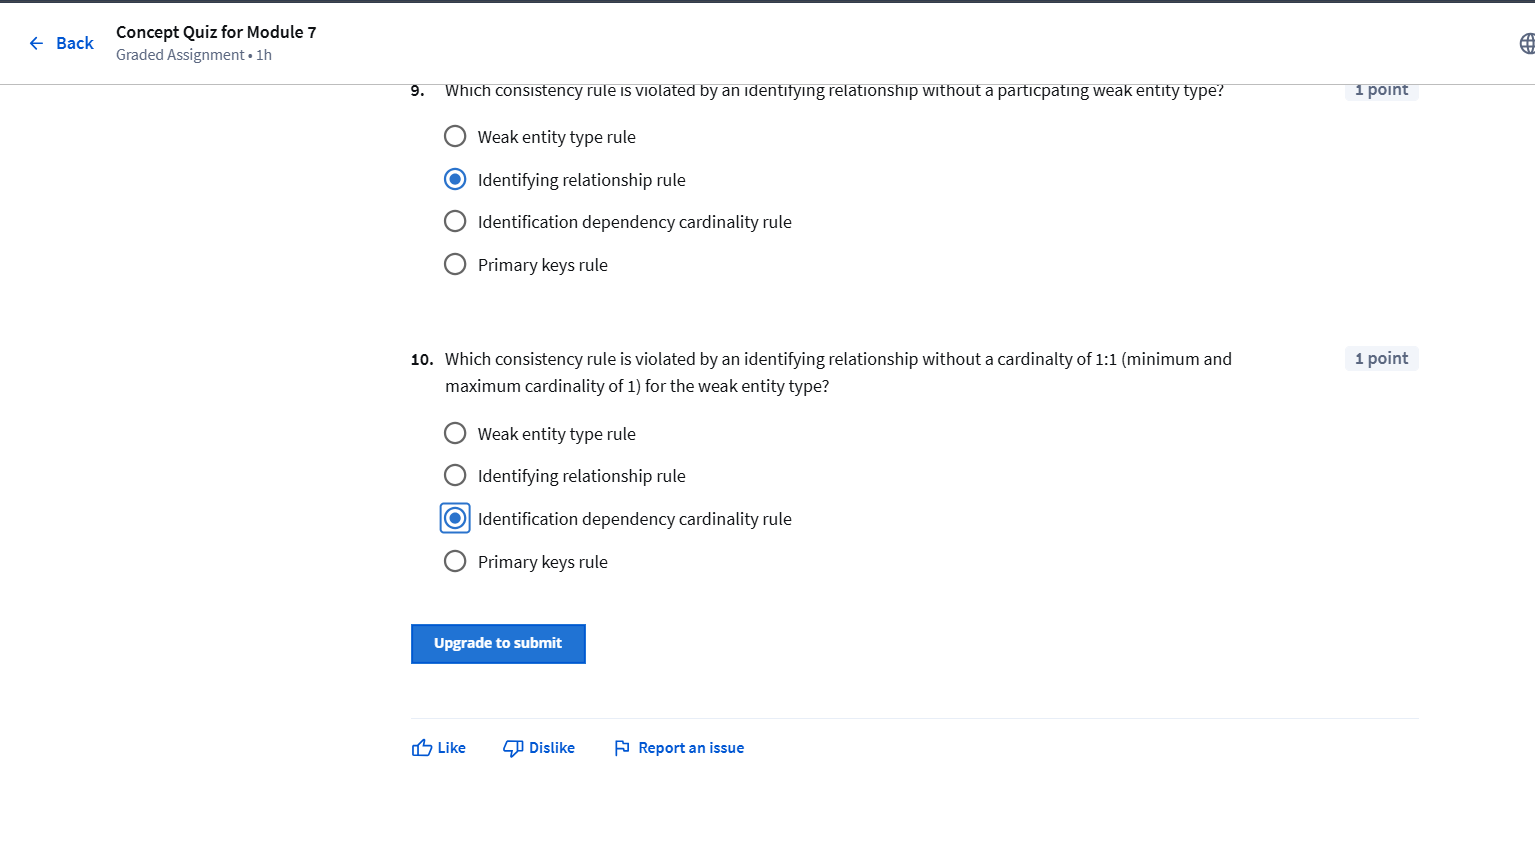 Back
Concept Quiz for Module 7
Graded Assignment • 1h
9. Which consistency rule is violated by an identifying relationship without a particpating weak entity type?
1 point
Weak entity type rule
Identifying relationship rule
Identification dependency cardinality rule
Primary keys rule
10. Which consistency rule is violated by an identifying relationship without a cardinalty of 1:1 (minimum and
1 point
maximum cardinality of 1) for the weak entity type?
Weak entity type rule
Identifying relationship rule
Identification dependency cardinality rule
Primary keys rule
Upgrade to submit
Like
Dislike
Report an issue